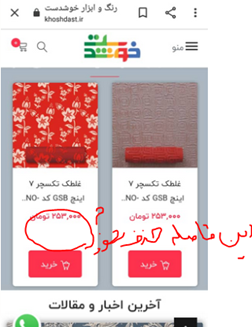 رنگ و ابزار خوشدست
khoshdast.ir
منو
خوشدست
غلطک تکسچر ۷
اینچ GSB کد NO-..
۲۵۳,۰۰۰ تومان
خرید
غلطک تکسچر ۷
اینچ GSB کد NO-..
۲۵۳,۰۰۰ تومان
خرید
این فاصله حذف بشود
آخرین اخبار و مقالات